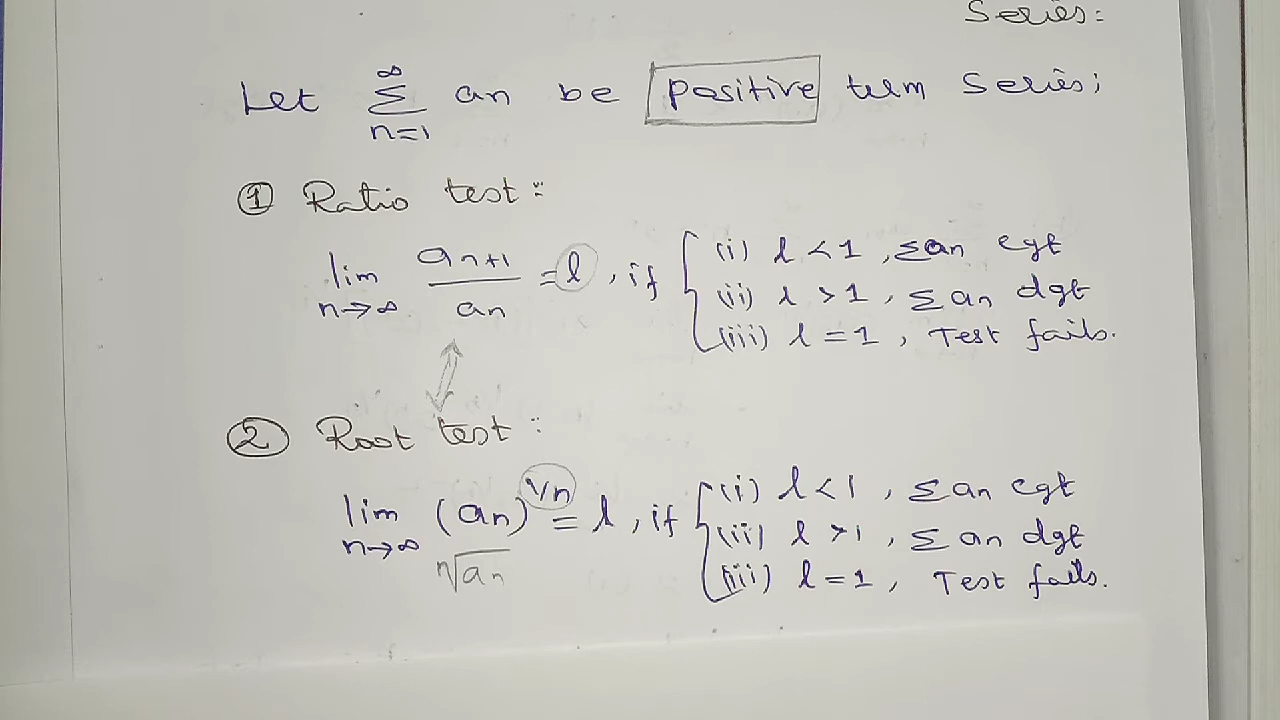 Series:
Let ∞Σn=1 an be positive term Series;
① Ratio test:
lim n→∞ an+1/an = l, if { (i) l < 1, Σan cgt
(ii) l > 1, Σan dgt
(iii) l = 1, Test fails.
② Root test:
lim n→∞ (an)^1/n = l, if { (i) l < 1, Σan cgt
(ii) l > 1, Σan dgt
ⁿ√an (iii) l = 1, Test fails.